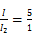 I/I₂ = 5/1